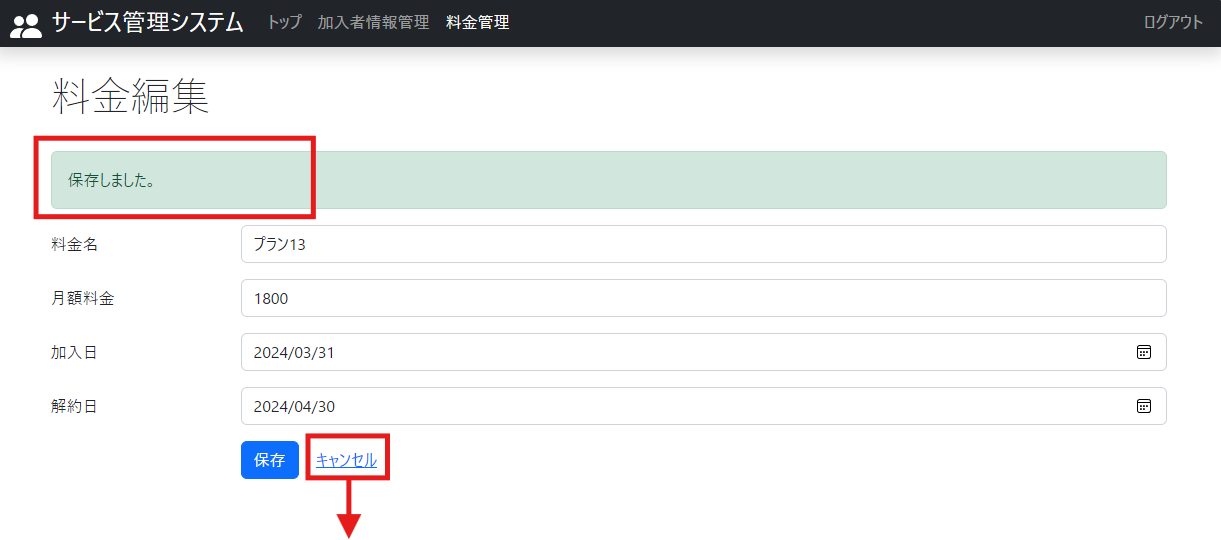 サービス管理システム トップ 加入者情報管理 料金管理 ログアウト
料金編集
保存しました。
料金名 プラン13
月額料金 1800
加入日 2024/03/31
解約日 2024/04/30
保存 キャンセル